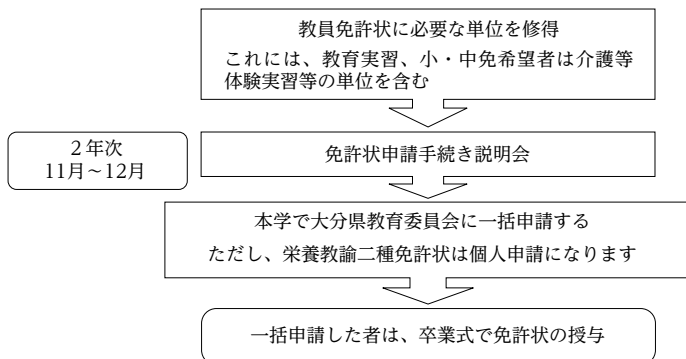 教員免許状に必要な単位を修得
これには、教育実習、小・中免希望者は介護等
体験実習等の単位を含む
２年次
11月～12月
免許状申請手続き説明会
本学で大分県教育委員会に一括申請する
ただし、栄養教諭二種免許状は個人申請になります
一括申請した者は、卒業式で免許状の授与